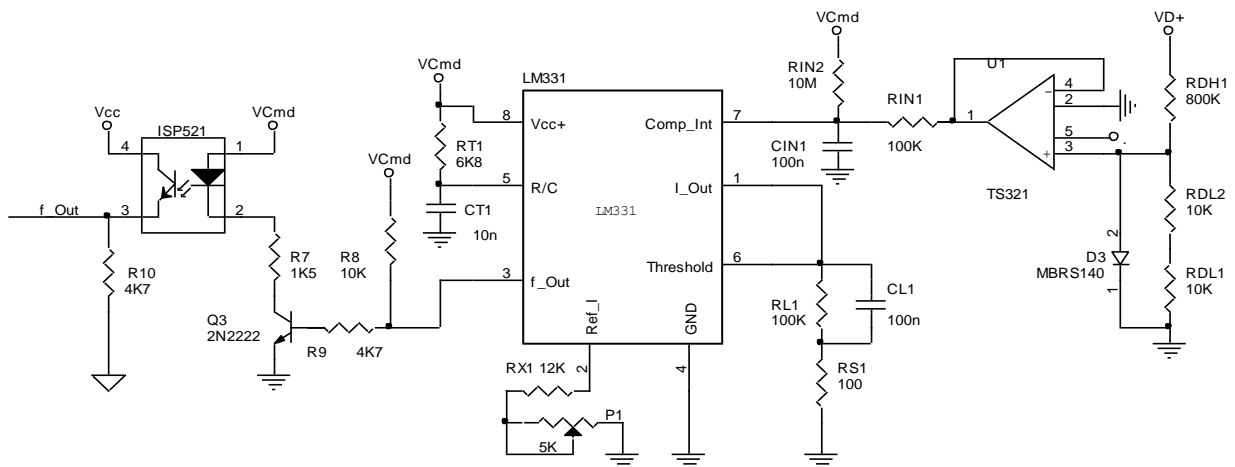 VCmd
VD+
VCmd
RIN2
10M
U1
RDH1
800K
LM331
RIN1
4
2
Vcc
VCmd
ISP521
VCmd
8
Vcc+
Comp_Int
7
1
5
3
4
1
RT1
6K8
CIN1
100n
100K
1
I_Out
5
R/C
TS321
RDL2
10K
CT1
10n
LM331
f_Out
3
2
2
R7
1K5
R8
10K
D3
MBRS140
1
R10
4K7
3
f_Out
Threshold
6
RL1
100K
CL1
100n
RDL1
10K
Ref_I
GND
Q3
2N2222
R9
4K7
RX1 12K
2
4
RS1
100
P1
5K